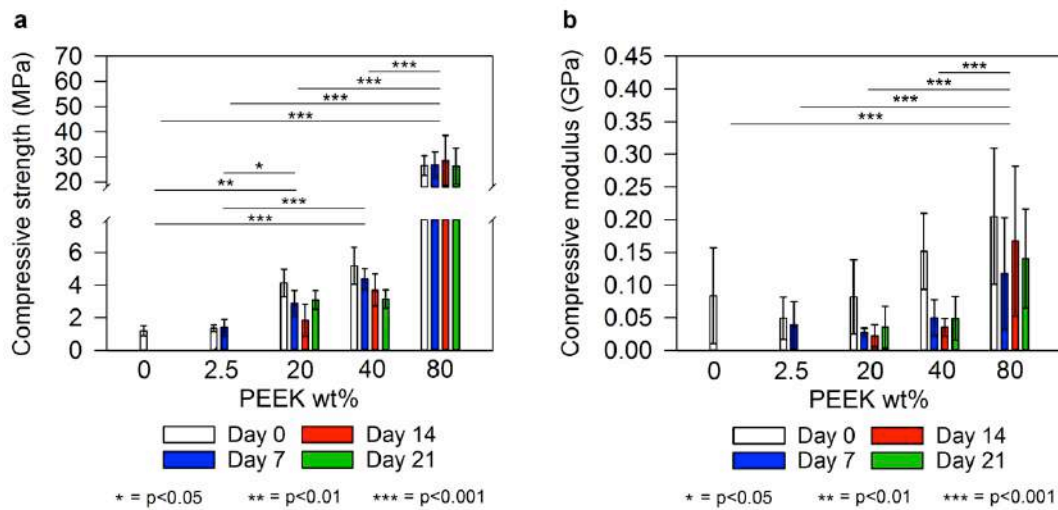 a
Compressive strength (MPa)
70
60
50
40
30
20
8
6
4
2
0
***
***
***
***
*
**
***
***
0 2.5 20 40 80
PEEK wt%
Day 0 Day 14
Day 7 Day 21
* = p<0.05 ** = p<0.01 *** = p<0.001
b
Compressive modulus (GPa)
0.45
0.40
0.35
0.30
0.25
0.20
0.15
0.10
0.05
0.00
***
***
***
***
0 2.5 20 40 80
PEEK wt%
Day 0 Day 14
Day 7 Day 21
* = p<0.05 ** = p<0.01 *** = p<0.001